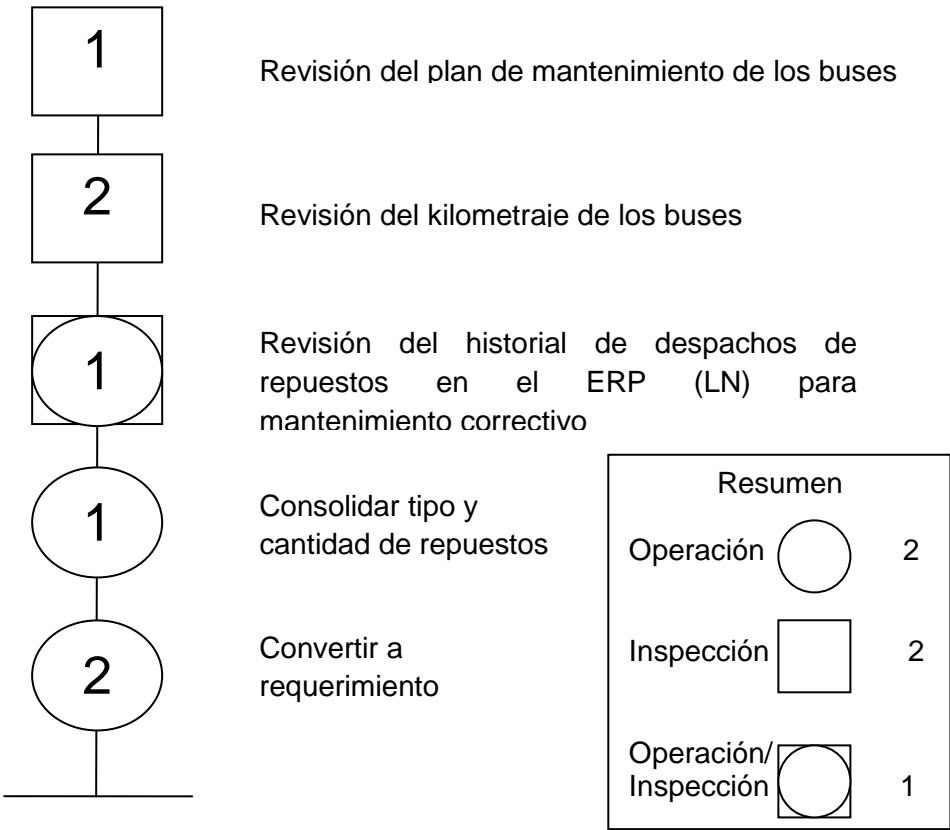 1
Revisión del plan de mantenimiento de los buses
2
Revisión del kilometraje de los buses
1
Revisión del historial de despachos de
repuestos en el ERP (LN) para
mantenimiento correctivo
1
Consolidar tipo y
cantidad de repuestos
2
Convertir a
requerimiento
Resumen
Operación 2
Inspección 2
Operación/
Inspección 1